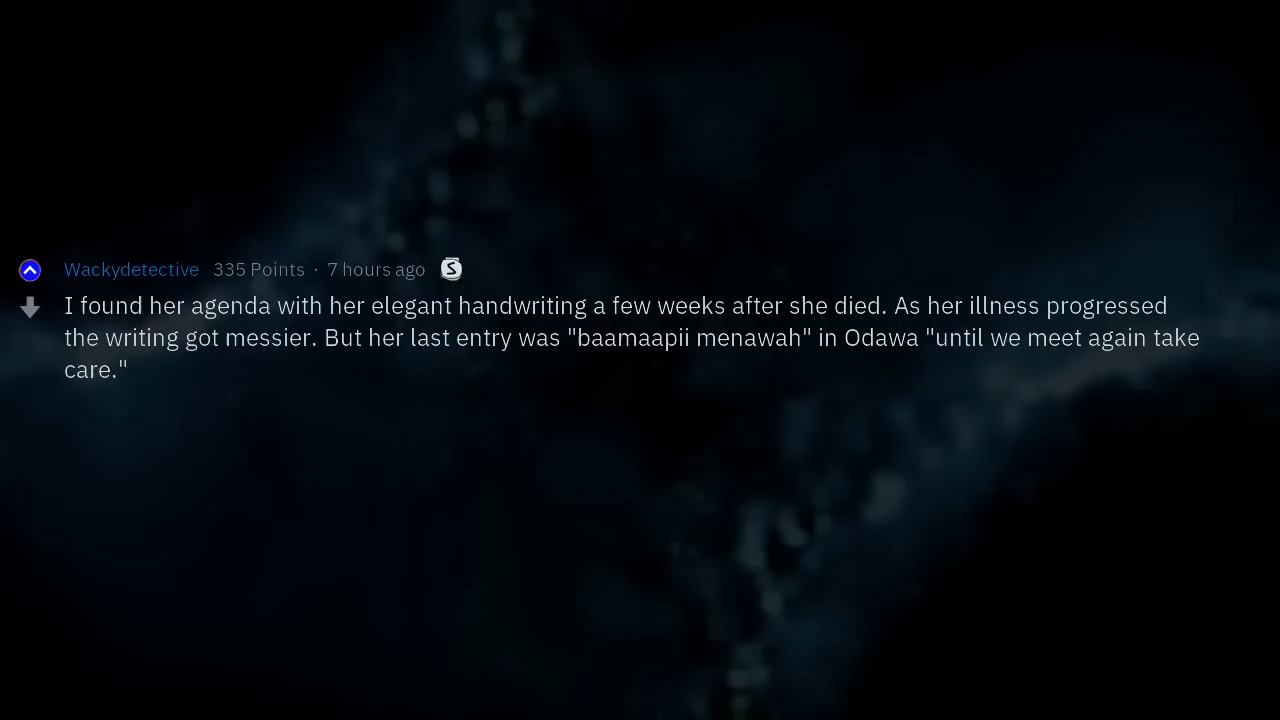 Wackydetective 335 Points · 7 hours ago
I found her agenda with her elegant handwriting a few weeks after she died. As her illness progressed
the writing got messier. But her last entry was "baamaapii menawah" in Odawa "until we meet again take
care."